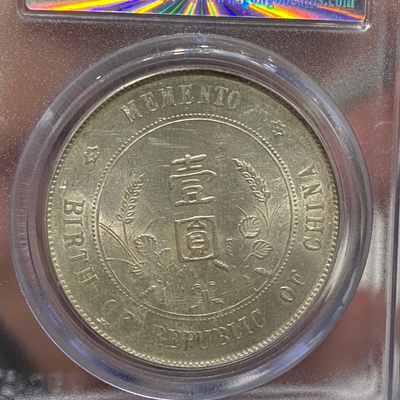 MEMENTO
壹
圓
BIRTH OF REPUBLIC OF CHINA